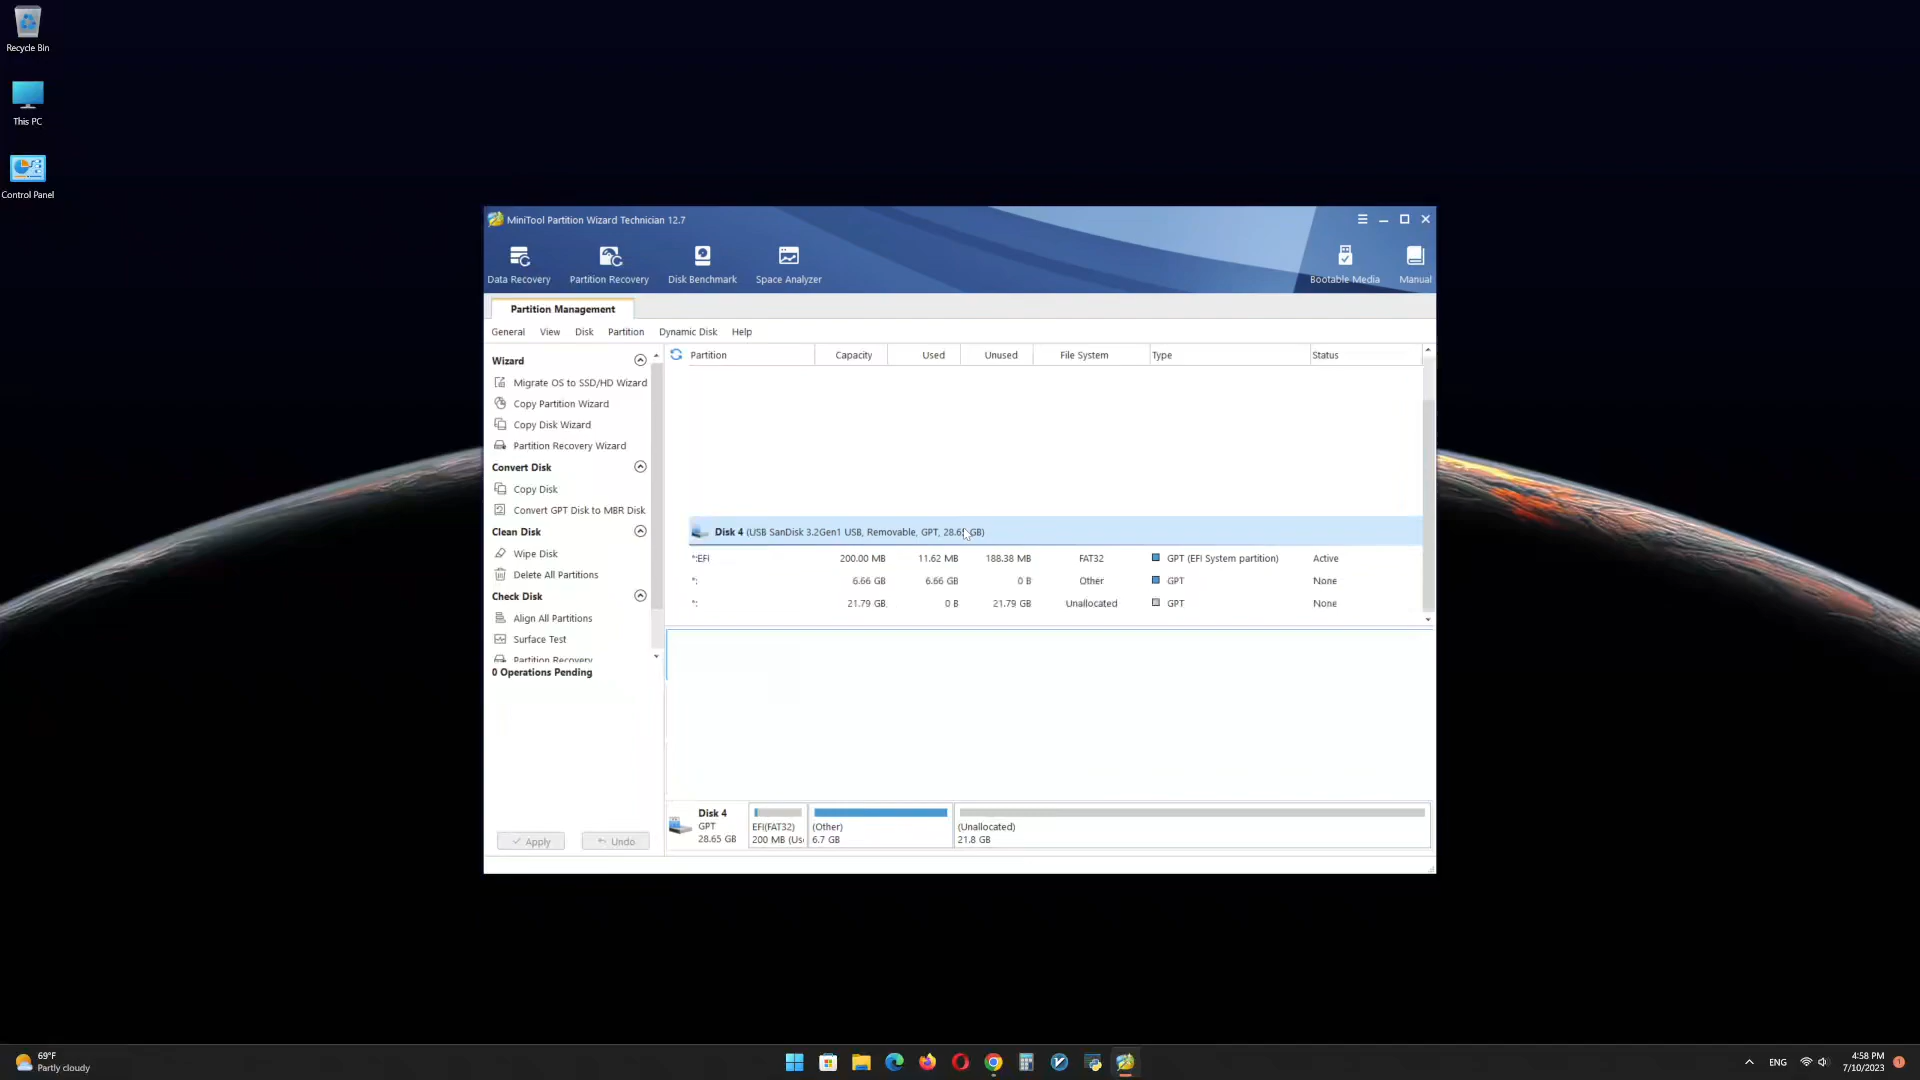 Recycle Bin
This PC
Control Panel
MiniTool Partition Wizard Technician 12.7
Data Recovery Partition Recovery Disk Benchmark Space Analyzer Bootable Media Manual
Partition Management
General View Disk Partition Dynamic Disk Help
Wizard
Migrate OS to SSD/HD Wizard
Copy Partition Wizard
Copy Disk Wizard
Partition Recovery Wizard
Convert Disk
Copy Disk
Convert GPT Disk to MBR Disk
Clean Disk
Wipe Disk
Delete All Partitions
Check Disk
Align All Partitions
Surface Test
Partition Recovery
0 Operations Pending
Apply Undo
Partition Capacity Used Unused File System Type Status
Disk 4 (USB SanDisk 3.2Gen1 USB, Removable, GPT, 28.65 GB)
*:EFI 200.00 MB 11.62 MB 188.38 MB FAT32 GPT (EFI System partition) Active
*: 6.66 GB 6.66 GB 0 B Other GPT None
*: 21.79 GB 0 B 21.79 GB Unallocated GPT None
Disk 4
GPT
28.65 GB
EFI(FAT32)
200 MB (Us
(Other)
6.7 GB
(Unallocated)
21.8 GB
69°F
Partly cloudy
ENG
4:58 PM
7/10/2023
1